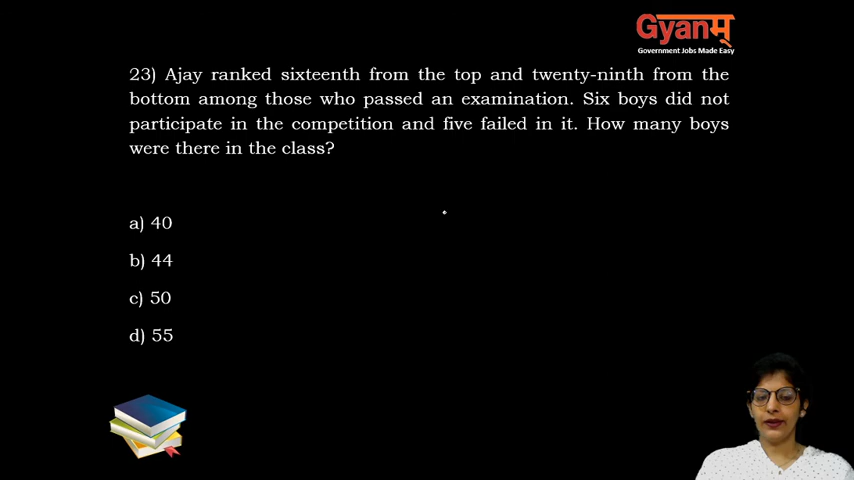 Gyanम्
Government Jobs Made Easy
23) Ajay ranked sixteenth from the top and twenty-ninth from the
bottom among those who passed an examination. Six boys did not
participate in the competition and five failed in it. How many boys
were there in the class?
a) 40
b) 44
c) 50
d) 55